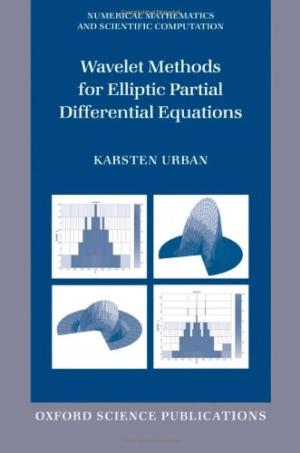 NUMERICAL MATHEMATICS
AND SCIENTIFIC COMPUTATION
Wavelet Methods
for Elliptic Partial
Differential Equations
KARSTEN URBAN
OXFORD SCIENCE PUBLICATIONS